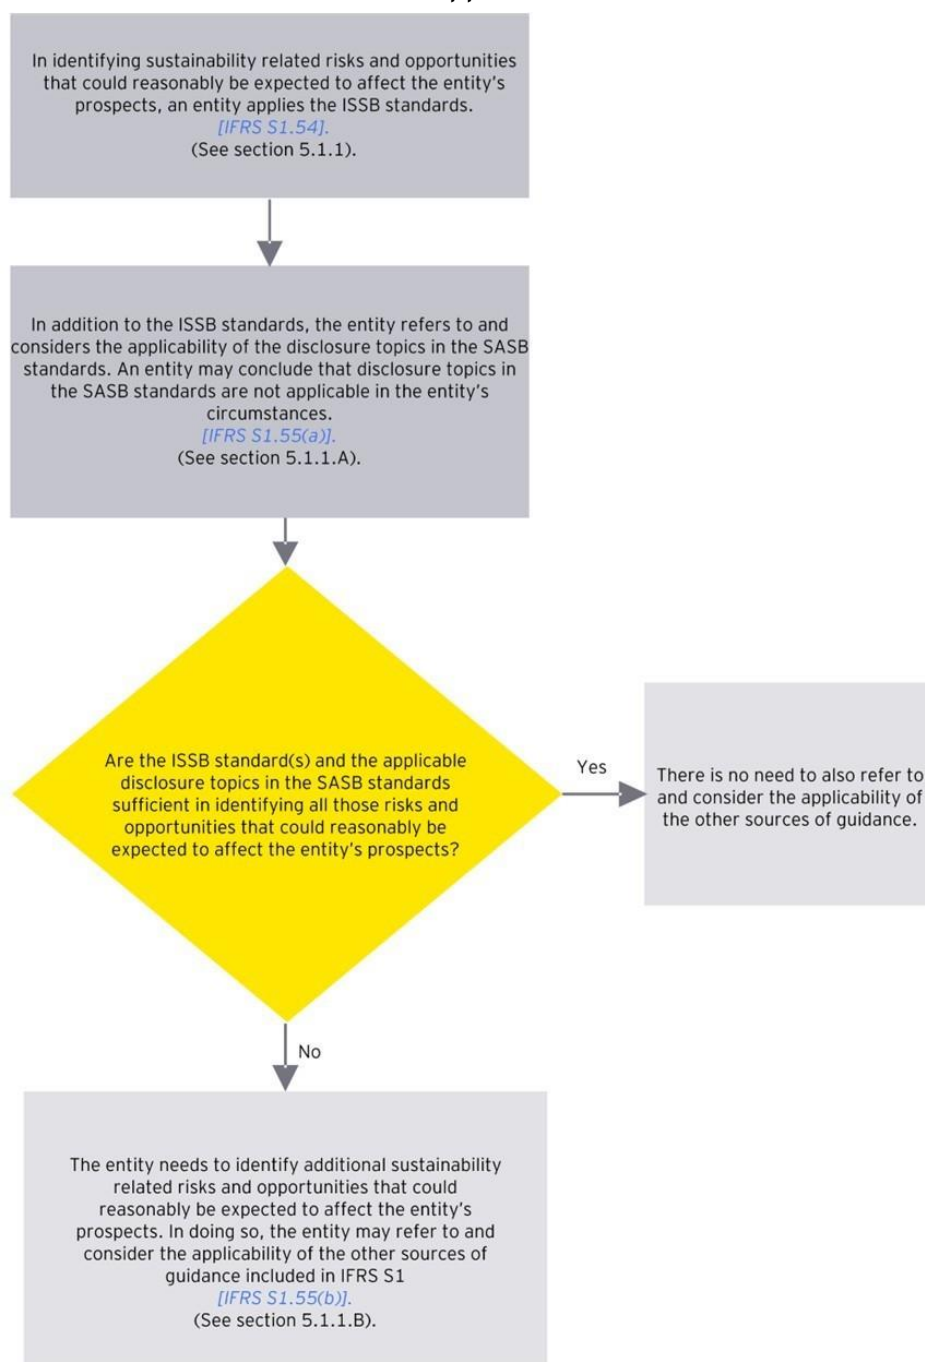 In identifying sustainability related risks and opportunities
that could reasonably be expected to affect the entity's
prospects, an entity applies the ISSB standards.
[IFRS S1.54].
(See section 5.1.1).
In addition to the ISSB standards, the entity refers to and
considers the applicability of the disclosure topics in the SASB
standards. An entity may conclude that disclosure topics in
the SASB standards are not applicable in the entity's
circumstances.
[IFRS S1.55(a)].
(See section 5.1.1.A).
Are the ISSB standard(s) and the applicable
disclosure topics in the SASB standards
sufficient in identifying all those risks and
opportunities that could reasonably be
expected to affect the entity's prospects?
Yes
There is no need to also refer to
and consider the applicability of
the other sources of guidance.
No
The entity needs to identify additional sustainability
related risks and opportunities that could
reasonably be expected to affect the entity's
prospects. In doing so, the entity may refer to and
consider the applicability of the other sources of
guidance included in IFRS S1
[IFRS S1.55(b)].
(See section 5.1.1.B).